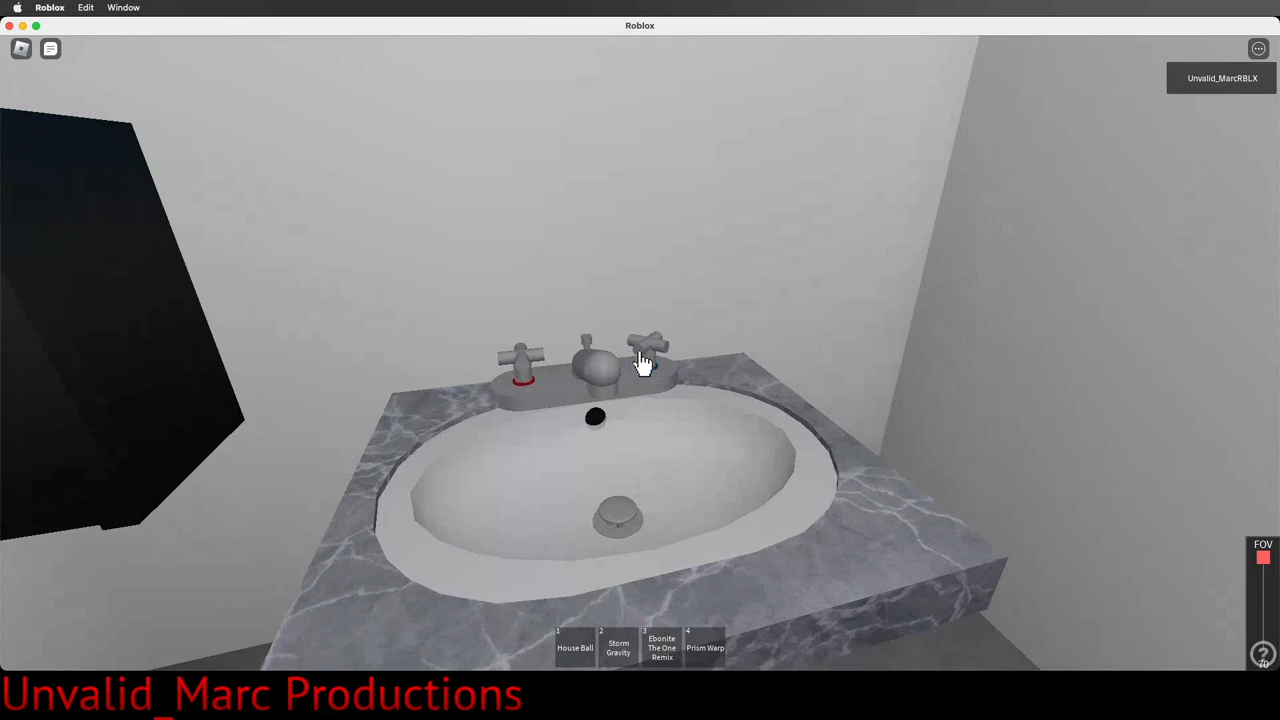 Roblox Edit Window
Roblox
Unvalid_MarcRBLX
FOV
70
1
House Ball
2
Storm
Gravity
3
Ebonite
The One
Remix
4
Prism Warp
Unvalid_Marc Productions